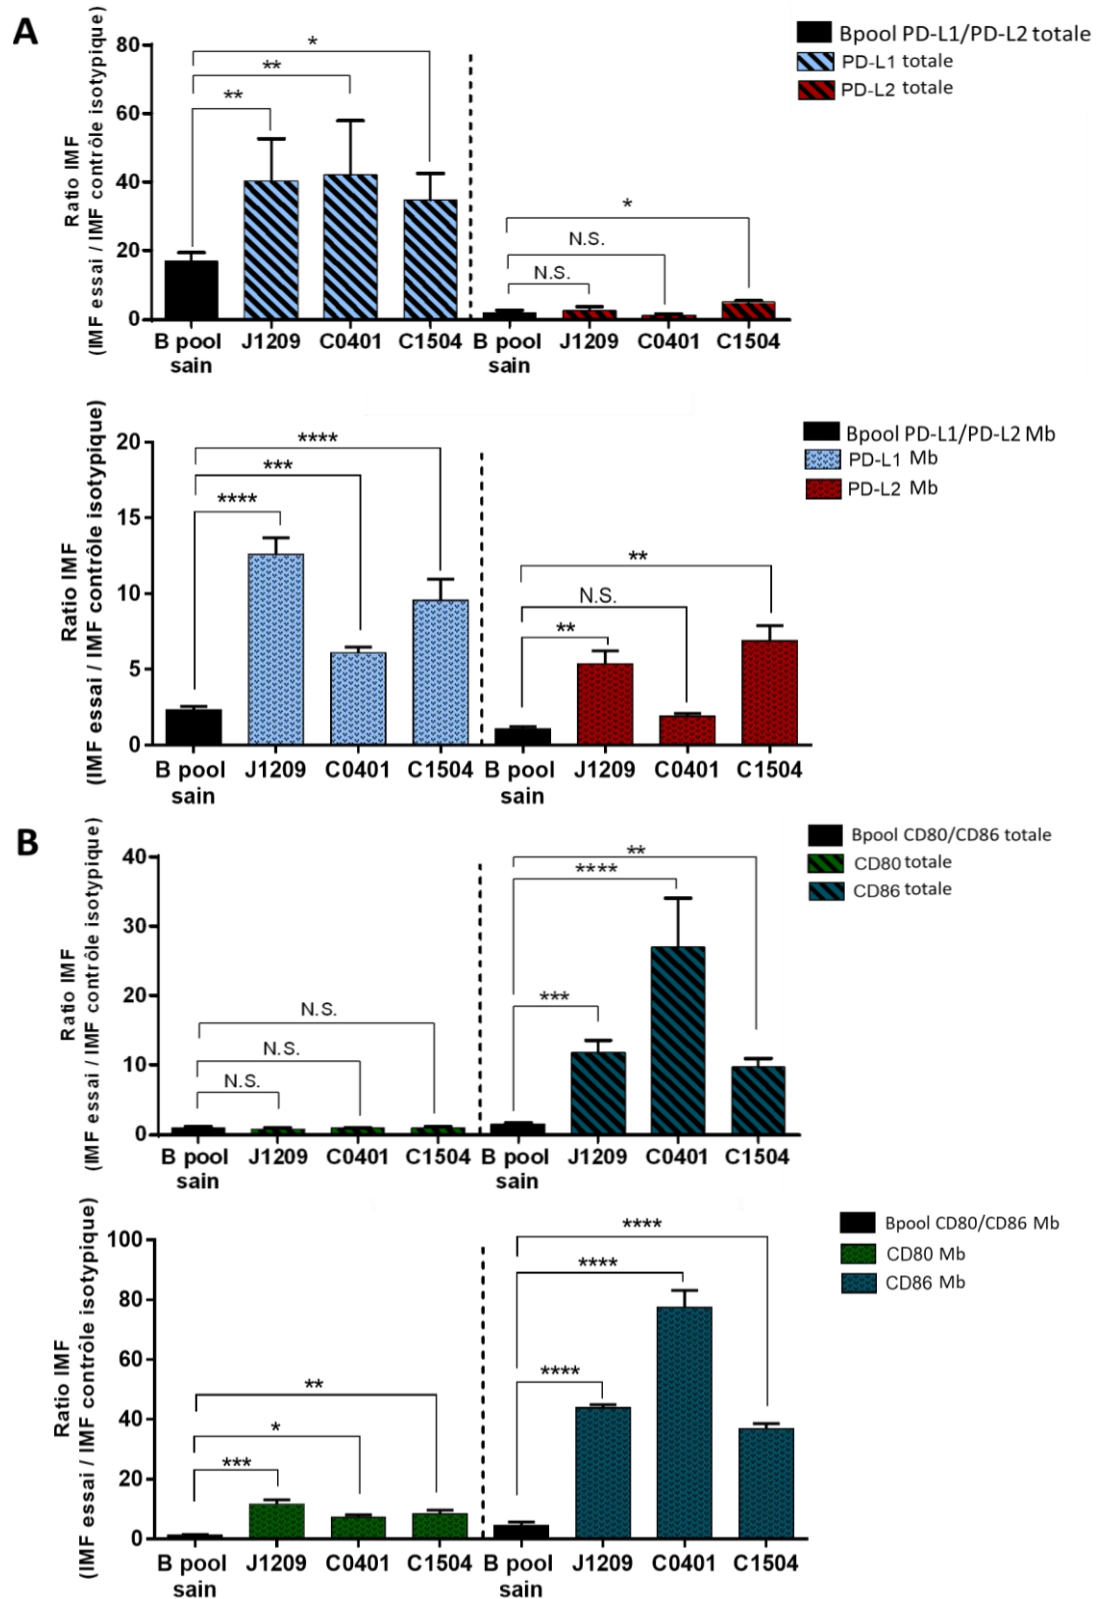 A
Bpool PD-L1/PD-L2 totale
PD-L1 totale
PD-L2 totale
Ratio IMF
(IMF essai / IMF contrôle isotypique)
80
60
40
20
0
*
**
**
*
N.S.
N.S.
B pool sain
J1209
C0401
C1504
B pool sain
J1209
C0401
C1504
Bpool PD-L1/PD-L2 Mb
PD-L1 Mb
PD-L2 Mb
Ratio IMF
(IMF essai / IMF contrôle isotypique)
20
15
10
5
0
****
***
****
**
N.S.
**
B pool sain
J1209
C0401
C1504
B pool sain
J1209
C0401
C1504
B
Bpool CD80/CD86 totale
CD80 totale
CD86 totale
Ratio IMF
(IMF essai / IMF contrôle isotypique)
40
30
20
10
0
N.S.
N.S.
N.S.
**
****
***
B pool sain
J1209
C0401
C1504
B pool sain
J1209
C0401
C1504
Bpool CD80/CD86 Mb
CD80 Mb
CD86 Mb
Ratio IMF
(IMF essai / IMF contrôle isotypique)
100
80
60
40
20
0
**
*
***
****
****
****
B pool sain
J1209
C0401
C1504
B pool sain
J1209
C0401
C1504